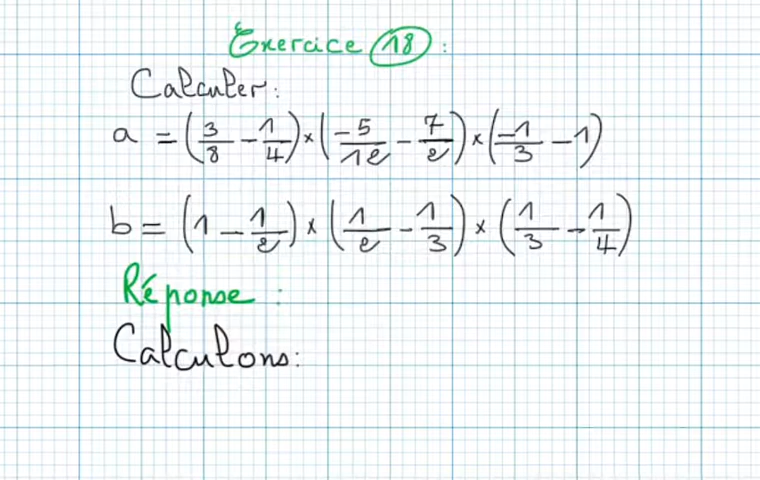 Exercice 18 :
Calculer:
a = (3/8 - 1/4) × (-5/12 - 7/2) × (-1/3 - 1)
b = (1 - 1/2) × (1/2 - 1/3) × (1/3 - 1/4)
Réponse :
Calculons: